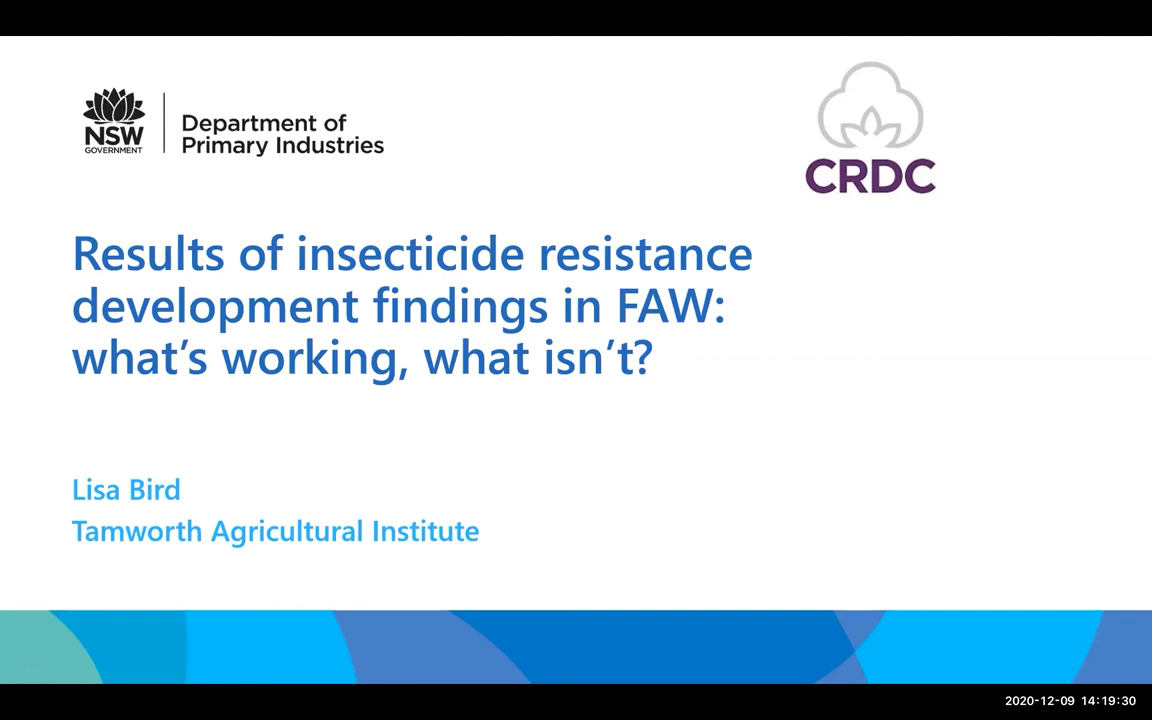 NSW
GOVERNMENT
Department of
Primary Industries
CRDC
Results of insecticide resistance
development findings in FAW:
what’s working, what isn’t?
Lisa Bird
Tamworth Agricultural Institute
2020-12-09 14:19:30